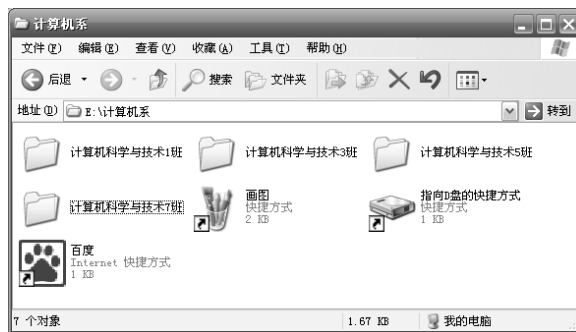 计算机系
文件(F) 编辑(E) 查看(V) 收藏(A) 工具(T) 帮助(H)
后退 搜索 文件夹
地址(D) E:\计算机系 转到
计算机科学与技术1班 计算机科学与技术3班 计算机科学与技术5班
计算机科学与技术7班 画图 指向D盘的快捷方式
快捷方式 快捷方式
2 KB 1 KB
百度
Internet 快捷方式
1 KB
7 个对象 1.67 KB 我的电脑